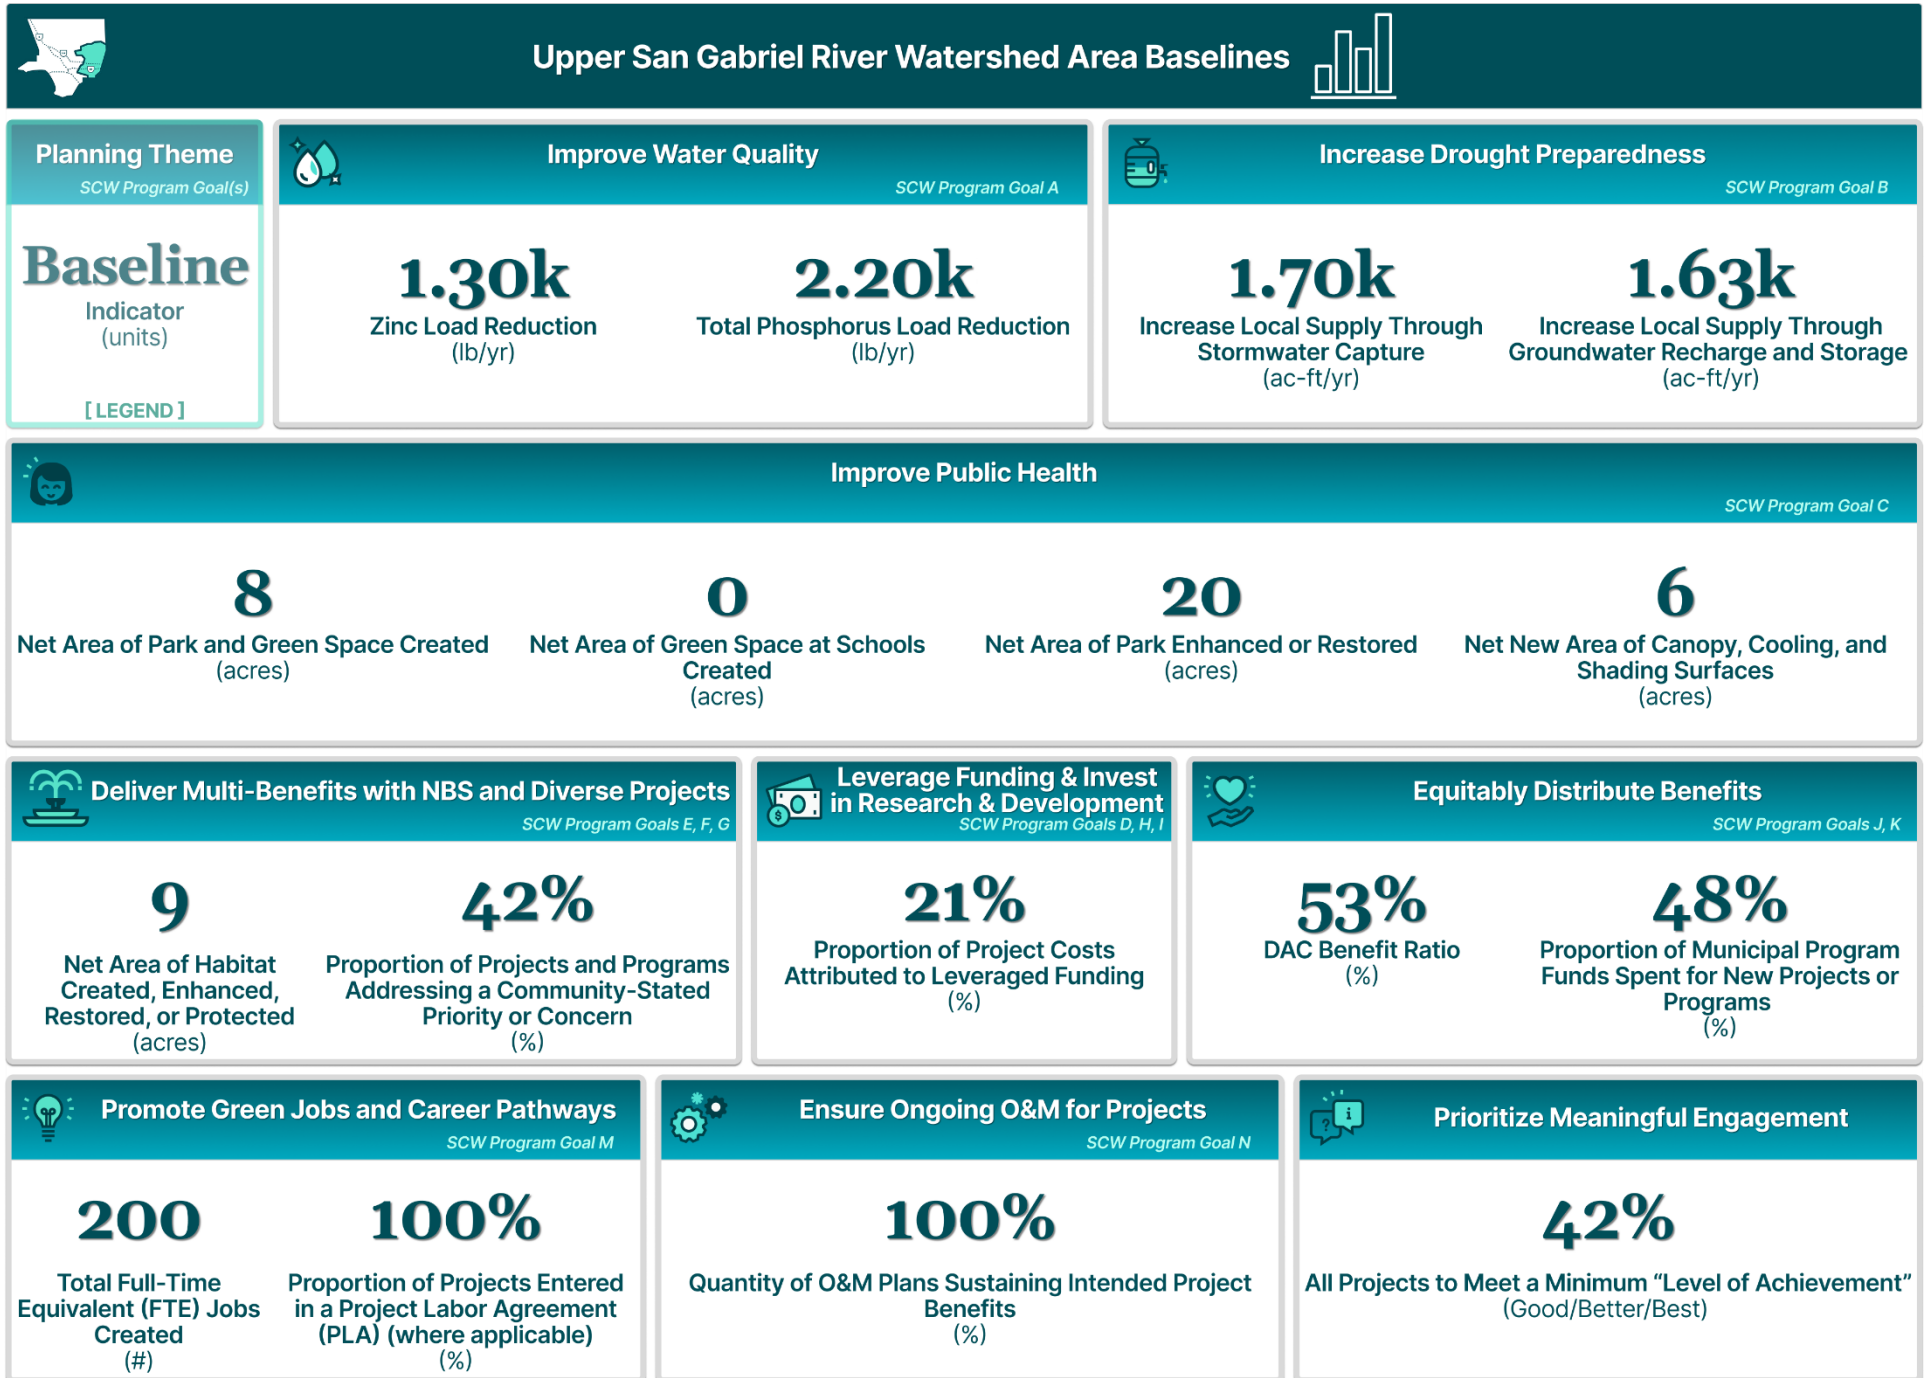 Upper San Gabriel River Watershed Area Baselines
Planning Theme
SCW Program Goal(s)
Baseline
Indicator
(units)
[ LEGEND ]
Improve Water Quality
SCW Program Goal A
1.30k
Zinc Load Reduction
(lb/yr)
2.20k
Total Phosphorus Load Reduction
(lb/yr)
Increase Drought Preparedness
SCW Program Goal B
1.70k
Increase Local Supply Through
Stormwater Capture
(ac-ft/yr)
1.63k
Increase Local Supply Through
Groundwater Recharge and Storage
(ac-ft/yr)
Improve Public Health
SCW Program Goal C
8
Net Area of Park and Green Space Created
(acres)
0
Net Area of Green Space at Schools
Created
(acres)
20
Net Area of Park Enhanced or Restored
(acres)
6
Net New Area of Canopy, Cooling, and
Shading Surfaces
(acres)
Deliver Multi-Benefits with NBS and Diverse Projects
SCW Program Goals E, F, G
9
Net Area of Habitat
Created, Enhanced,
Restored, or Protected
(acres)
42%
Proportion of Projects and Programs
Addressing a Community-Stated
Priority or Concern
(%)
Leverage Funding & Invest
in Research & Development
SCW Program Goals D, H, I
21%
Proportion of Project Costs
Attributed to Leveraged Funding
(%)
Equitably Distribute Benefits
SCW Program Goals J, K
53%
DAC Benefit Ratio
(%)
48%
Proportion of Municipal Program
Funds Spent for New Projects or
Programs
(%)
Promote Green Jobs and Career Pathways
SCW Program Goal M
200
Total Full-Time
Equivalent (FTE) Jobs
Created
(#)
100%
Proportion of Projects Entered
in a Project Labor Agreement
(PLA) (where applicable)
(%)
Ensure Ongoing O&M for Projects
SCW Program Goal N
100%
Quantity of O&M Plans Sustaining Intended Project
Benefits
(%)
Prioritize Meaningful Engagement
42%
All Projects to Meet a Minimum “Level of Achievement”
(Good/Better/Best)